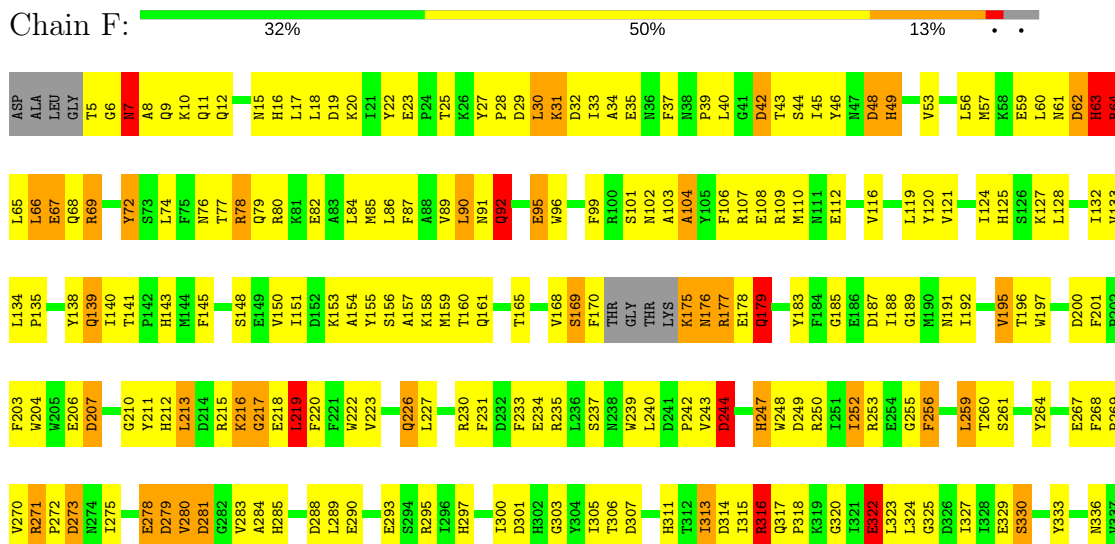 Chain F:
32% 50% 13% • •
ASP ALA LEU GLY T5 G6 N7 A8 Q9 K10 Q11 Q12 N15 H16 L17 L18 D19 K20 I21 Y22 E23 P24 T25 K26 Y27 P28 D29 L30 K31 D32 I33 A34 E35 N36 F37 N38 P39 L40 G41 D42 T43 S44 I45 Y46 N47 D48 H49 V53 L56 M57 K58 E59 L60 N61 D62 H63 R64
L65 L66 E67 Q68 R69 Y72 S73 L74 F75 N76 T77 R78 Q79 R80 K81 E82 A83 L84 M85 L86 F87 A88 V89 L90 N91 Q92 E95 W96 F99 R100 S101 N102 A103 A104 Y105 F106 R107 E108 R109 M110 N111 E112 V116 L119 Y120 V121 I124 H125 S126 K127 L128 I132 V133
L134 P135 Y138 Q139 I140 T141 P142 H143 M144 F145 S148 E149 V150 I151 D152 K153 A154 Y155 S156 A157 K158 M159 T160 Q161 T165 V168 S169 F170 THR GLY THR LYS K175 N176 R177 E178 Q179 Y183 F184 G185 E186 D187 I188 G189 M190 N191 I192 V195 T196 W197 D200 F201 P202
F203 W204 W205 E206 D207 G210 Y211 H212 L213 D214 R215 K216 G217 E218 L219 F220 F221 W222 V223 Q226 L227 R230 F231 D232 F233 E234 R235 L236 S237 N238 W239 L240 D241 P242 V243 D244 H247 W248 D249 R250 I251 I252 R253 E254 G255 F256 L259 T260 S261 Y264 E267 F268 P269
V270 R271 P272 D273 N274 I275 E278 D279 V280 D281 G282 V283 A284 H285 D288 L289 E290 E293 S294 R295 I296 H297 I300 D301 H302 G303 Y304 I305 T306 D307 H311 T312 I313 D314 I315 R316 Q317 P318 K319 G320 I321 E322 L323 L324 G325 D326 I327 I328 E329 S330 Y333 N336